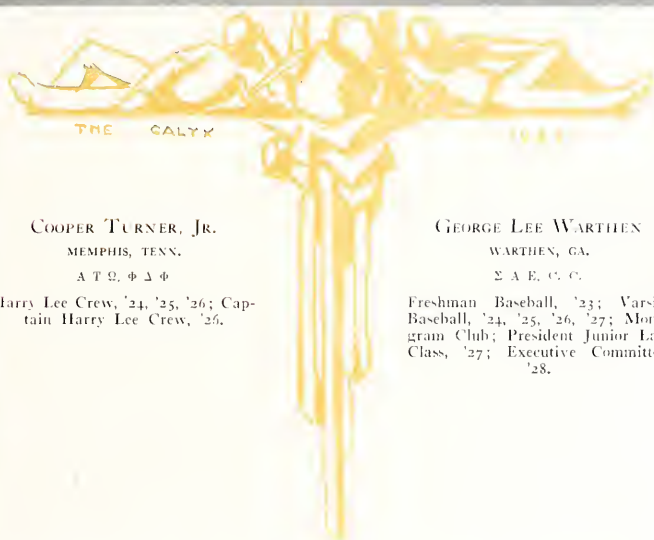 THE CALYX
COOPER TURNER, JR.
MEMPHIS, TENN.
Α Τ Ω, Φ Δ Φ
Harry Lee Crew, '24, '25, '26; Cap-
tain Harry Lee Crew, '26.
GEORGE LEE WARTHEN
WARTHEN, GA.
Σ Α Ε, C. C.
Freshman Baseball, '23;
Baseball, '24, '25, '26, '27;
gram Club; President Junior
Class, '27; Executive
'28.